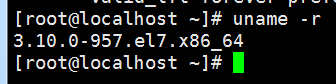 [root@localhost ~]# uname -r
3.10.0-957.el7.x86_64
[root@localhost ~]#